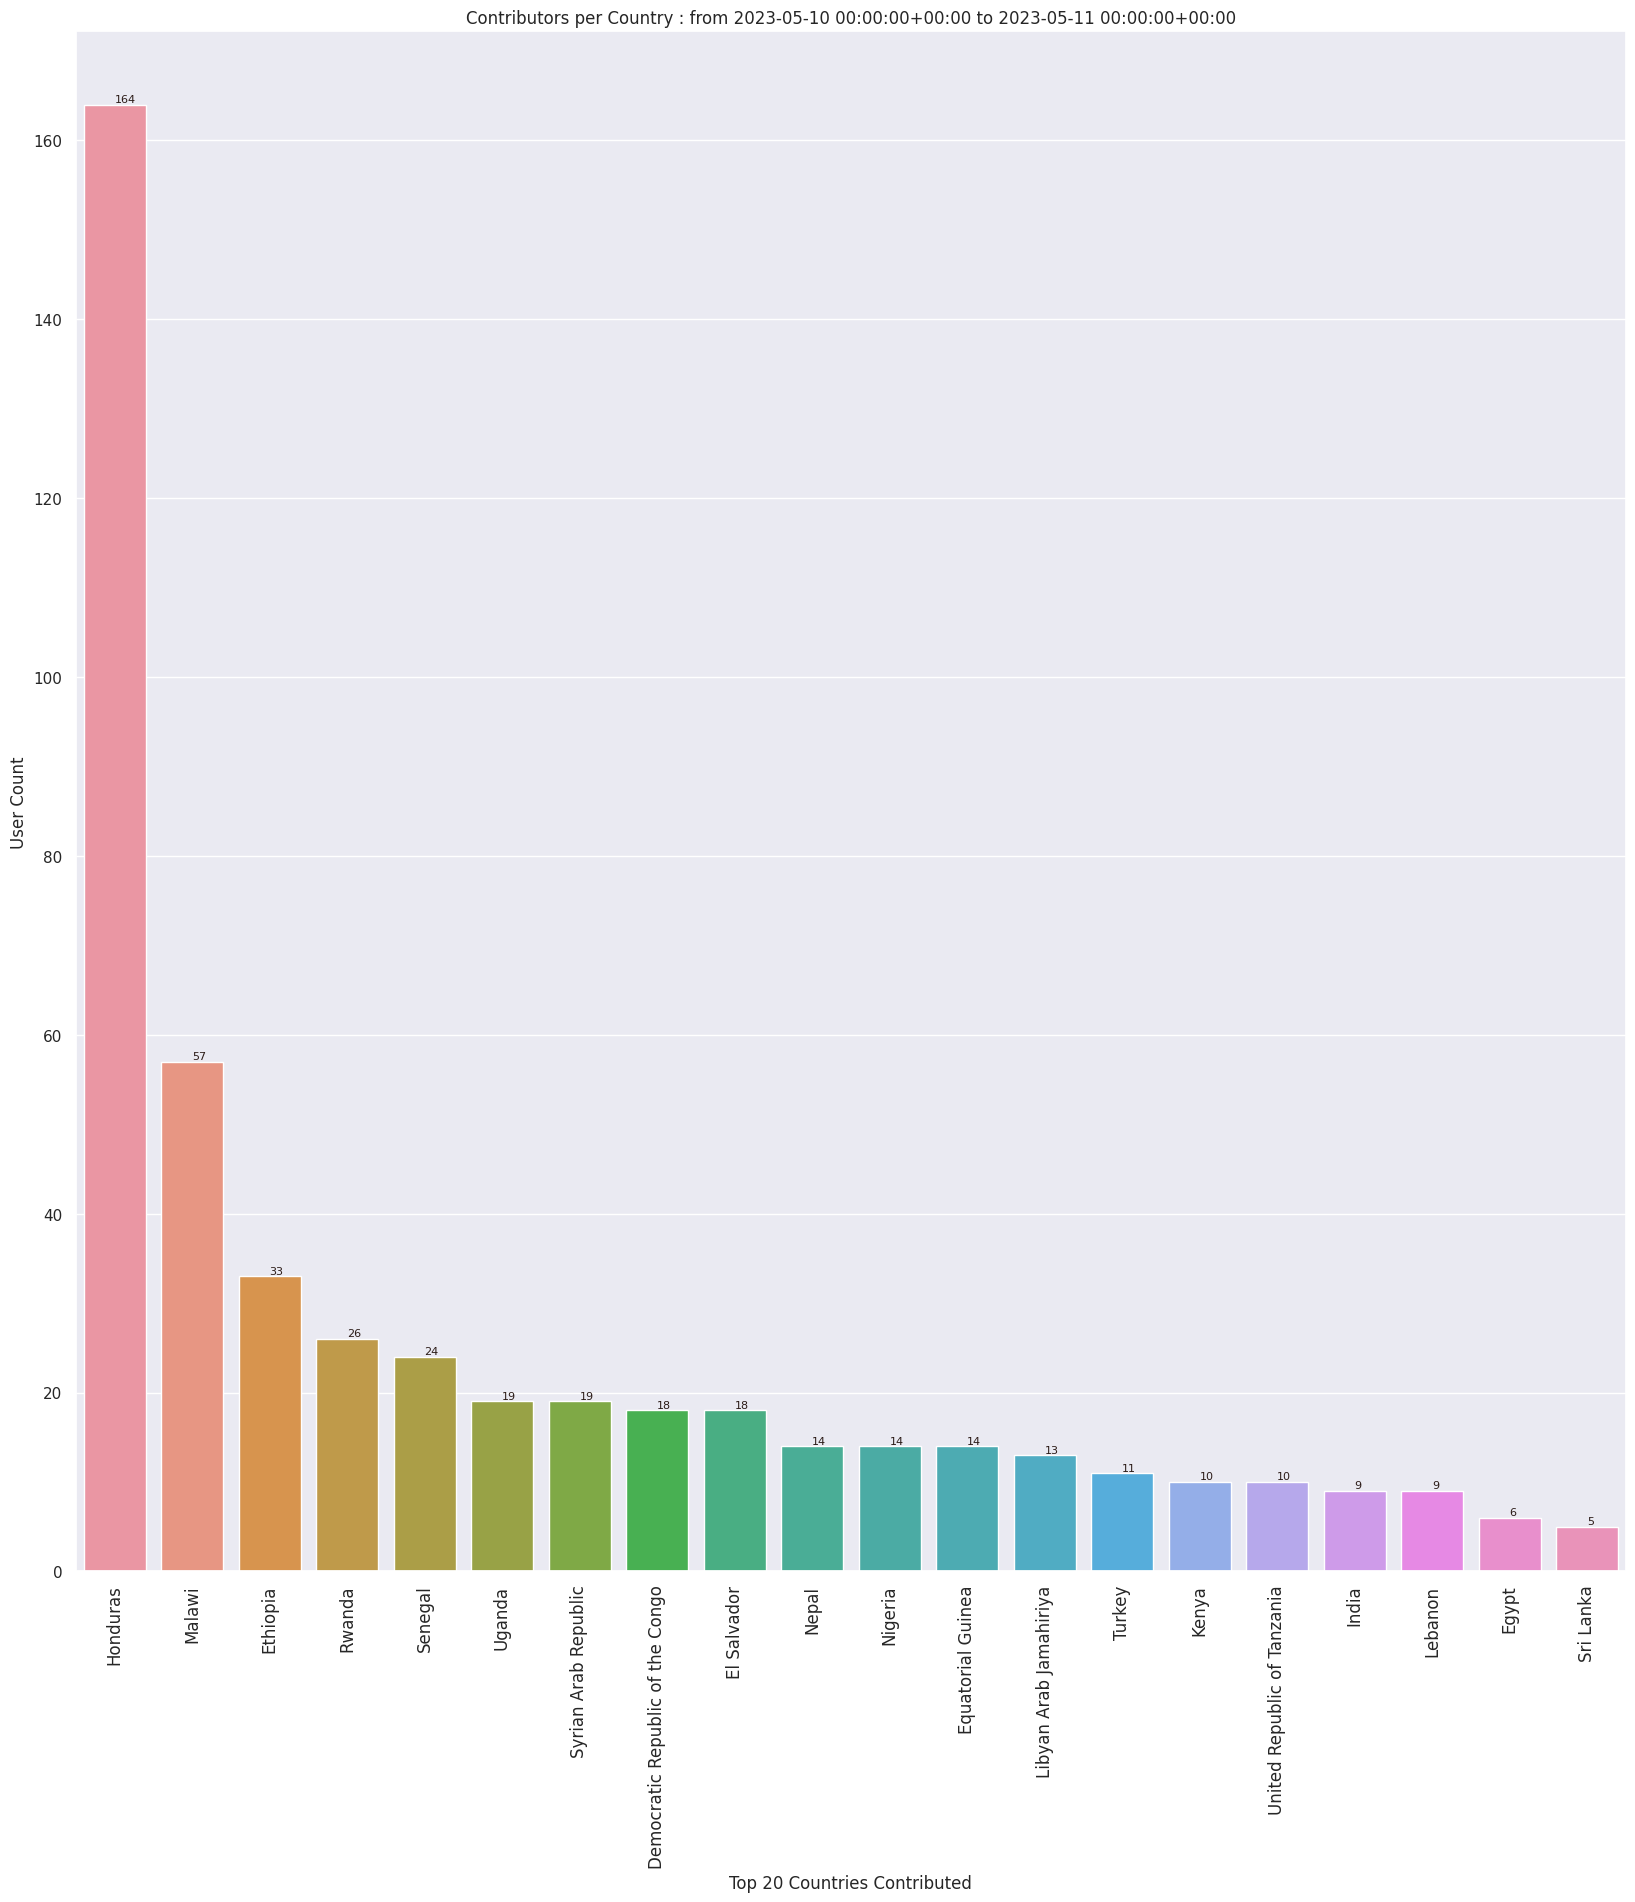 Contributors per Country : from 2023-05-10 00:00:00+00:00 to 2023-05-11 00:00:00+00:00
User Count
160
140
120
100
80
60
40
20
0
164
57
33
26
24
19
19
18
18
14
14
14
13
11
10
10
9
9
6
5
Honduras
Malawi
Ethiopia
Rwanda
Senegal
Uganda
Syrian Arab Republic
Democratic Republic of the Congo
El Salvador
Nepal
Nigeria
Equatorial Guinea
Libyan Arab Jamahiriya
Turkey
Kenya
United Republic of Tanzania
India
Lebanon
Egypt
Sri Lanka
Top 20 Countries Contributed